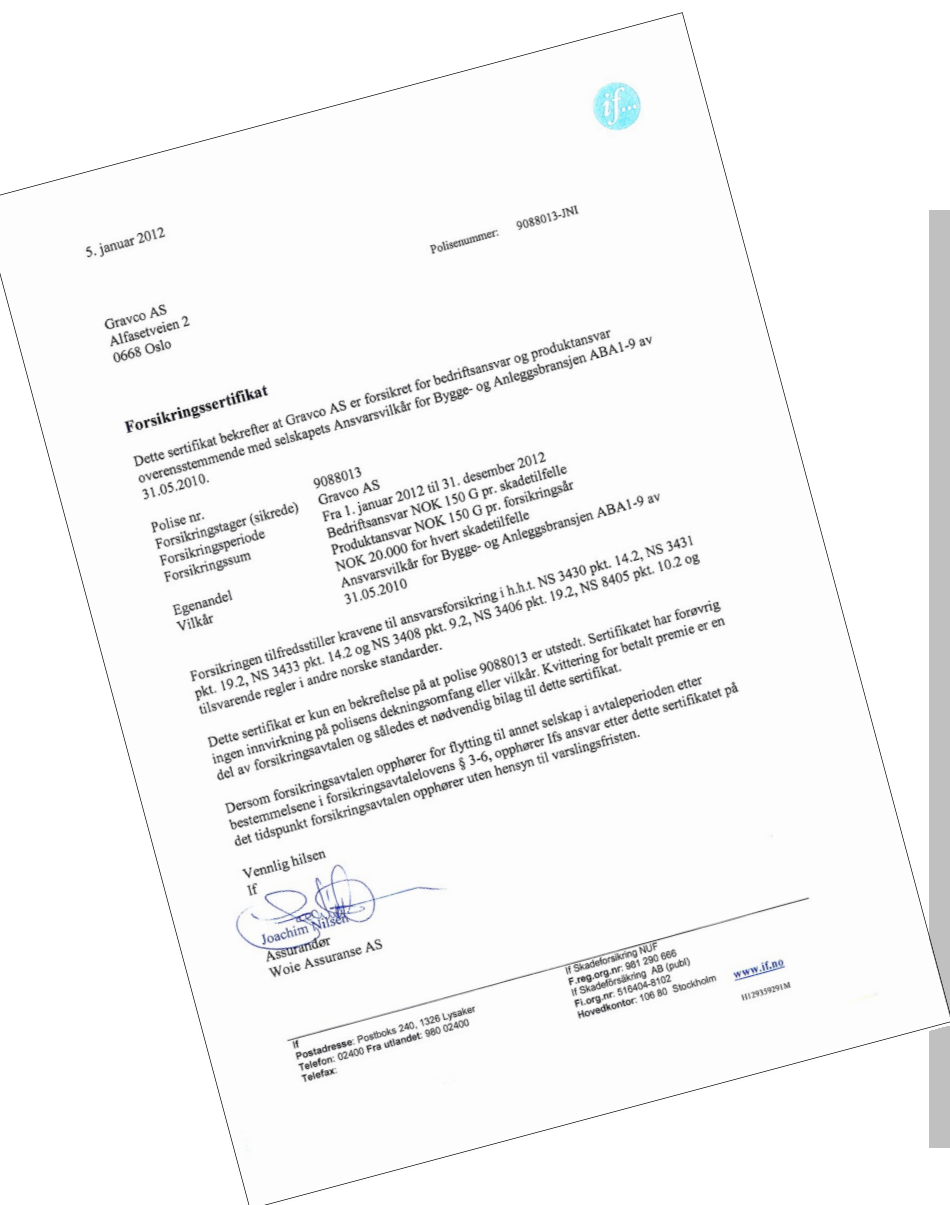 if...
5. januar 2012
Polisenummer: 9088013-JNI
Gravco AS
Alfasetveien 2
0668 Oslo
Forsikringssertifikat
Dette sertifikat bekrefter at Gravco AS er forsikret for bedriftsansvar og produktansvar
overensstemmende med selskapets Ansvarsvilkår for Bygge- og Anleggsbransjen ABA1-9 av
31.05.2010.
Polise nr. 9088013
Forsikringstager (sikrede) Gravco AS
Forsikringsperiode Fra 1. januar 2012 til 31. desember 2012
Forsikringssum Bedriftsansvar NOK 150 G pr. skadetilfelle
Produktansvar NOK 150 G pr. forsikringsår
Egenandel NOK 20.000 for hvert skadetilfelle
Vilkår Ansvarsvilkår for Bygge- og Anleggsbransjen ABA1-9 av
31.05.2010
Forsikringen tilfredsstiller kravene til ansvarsforsikring i h.h.t. NS 3430 pkt. 14.2, NS 3431
pkt. 19.2, NS 3433 pkt. 14.2 og NS 3408 pkt. 9.2, NS 3406 pkt. 19.2, NS 8405 pkt. 10.2 og
tilsvarende regler i andre norske standarder.
Dette sertifikat er kun en bekreftelse på at polise 9088013 er utstedt. Sertifikatet har forøvrig
ingen innvirkning på polisens dekningsomfang eller vilkår. Kvittering for betalt premie er en
del av forsikringsavtalen og således et nødvendig bilag til dette sertifikat.
Dersom forsikringsavtalen opphører for flytting til annet selskap i avtaleperioden etter
bestemmelsene i forsikringsavtalelovens § 3-6, opphører Ifs ansvar etter dette sertifikatet på
det tidspunkt forsikringsavtalen opphører uten hensyn til varslingsfristen.
Vennlig hilsen
If
Joachim Nilsen
Assurandør
Woie Assuranse AS
If
Postadresse: Postboks 240, 1326 Lysaker
Telefon: 02400 Fra utlandet: 980 02400
Telefax:
If Skadeforsikring NUF
F.reg.org.nr: 981 290 666
If Skadeförsäkring AB (publ)
Fi.org.nr: 516404-8102
Hovedkontor: 106 80 Stockholm
www.if.no
H129359291M